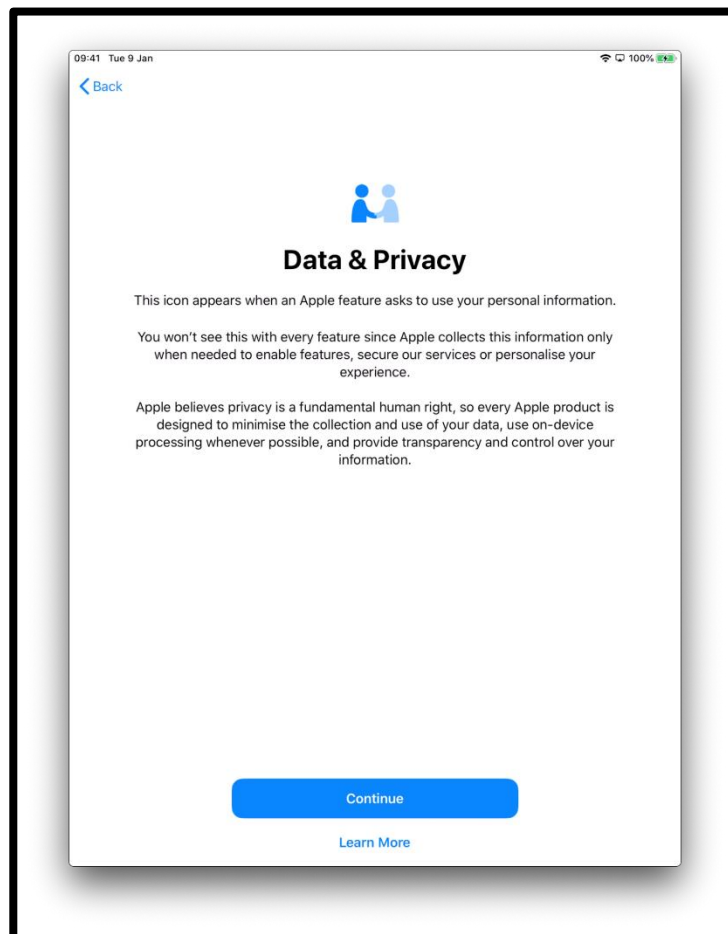 09:41 Tue 9 Jan
100%
Back
Data & Privacy
This icon appears when an Apple feature asks to use your personal information.
You won't see this with every feature since Apple collects this information only
when needed to enable features, secure our services or personalise your
experience.
Apple believes privacy is a fundamental human right, so every Apple product is
designed to minimise the collection and use of your data, use on-device
processing whenever possible, and provide transparency and control over your
information.
Continue
Learn More